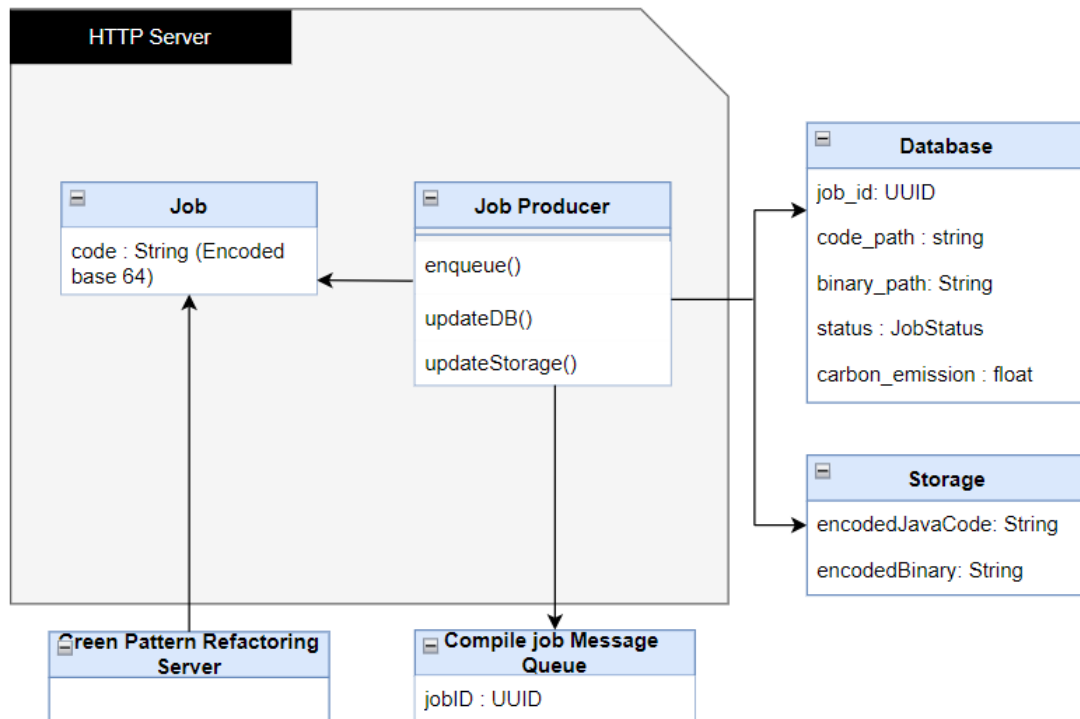 HTTP Server
Job
code : String (Encoded
base 64)
Job Producer
enqueue()
updateDB()
updateStorage()
Database
job_id: UUID
code_path : string
binary_path: String
status : JobStatus
carbon_emission : float
Storage
encodedJavaCode: String
encodedBinary: String
Green Pattern Refactoring
Server
Compile job Message
Queue
jobID : UUID